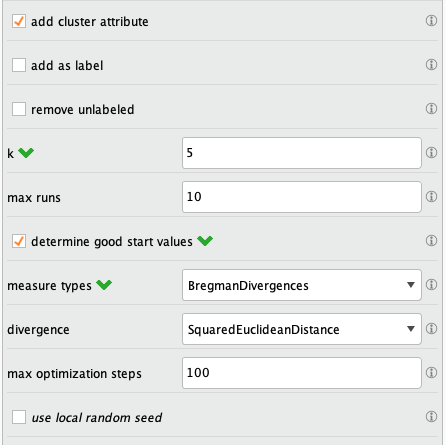 add cluster attribute
add as label
remove unlabeled
k 5
max runs 10
determine good start values
measure types BregmanDivergences
divergence SquaredEuclideanDistance
max optimization steps 100
use local random seed